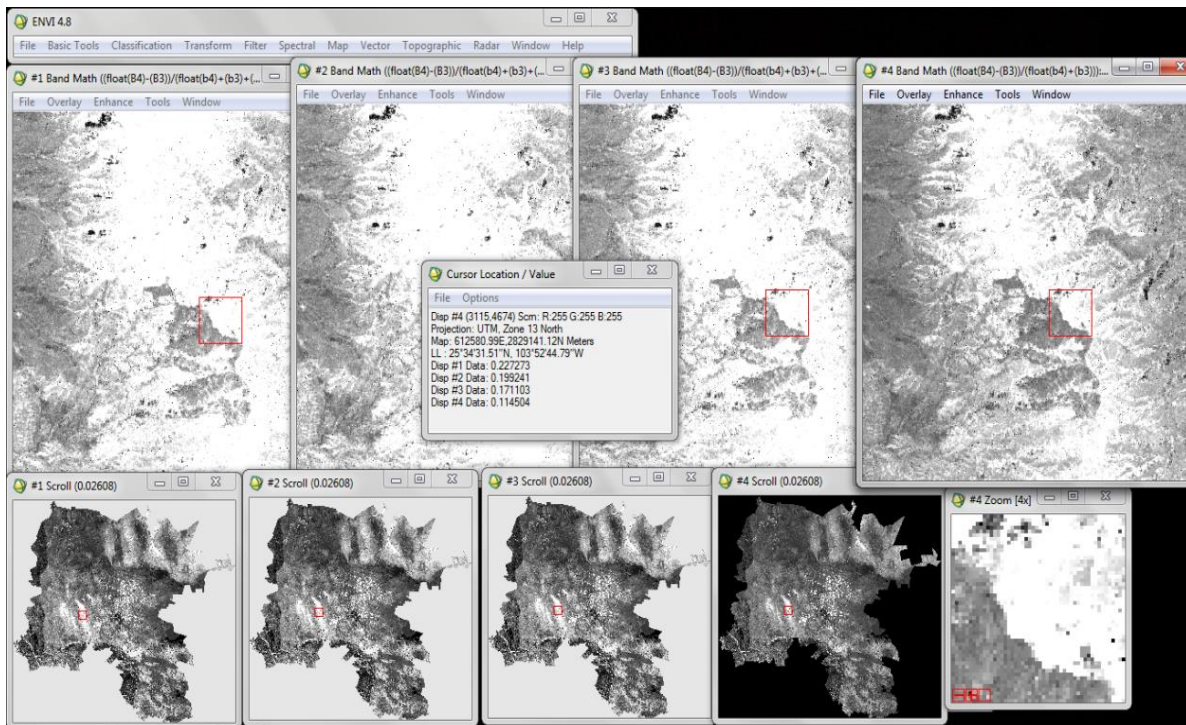 ENVI 4.8
File Basic Tools Classification Transform Filter Spectral Map Vector Topographic Radar Window Help
#1 Band Math ((float(B4)-(B3))/(float(b4)+(b3)+(...
File Overlay Enhance Tools Window
#2 Band Math ((float(B4)-(B3))/(float(b4)+(b3)+(...
File Overlay Enhance Tools Window
#3 Band Math ((float(B4)-(B3))/(float(b4)+(b3)+(...
File Overlay Enhance Tools Window
#4 Band Math ((float(B4)-(B3))/(float(b4)+(b3))):...
File Overlay Enhance Tools Window
Cursor Location / Value
File Options
Disp #4 (3115,4674) Scrn: R:255 G:255 B:255
Projection: UTM, Zone 13 North
Map: 612580.99E,2829141.12N Meters
LL : 25°34'31.51"N, 103°52'44.79"W
Disp #1 Data: 0.227273
Disp #2 Data: 0.199241
Disp #3 Data: 0.171103
Disp #4 Data: 0.114504
#1 Scroll (0.02608)
#2 Scroll (0.02608)
#3 Scroll (0.02608)
#4 Scroll (0.02608)
#4 Zoom [4x]